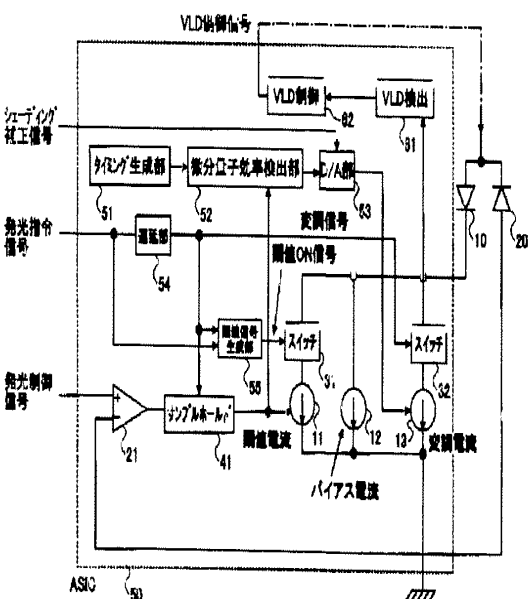 VLD制御信号
シェーディング
補正信号
VLD制御
62
VLD検出
61
タイミング生成部
51
微分量子効率検出部
52
D/A部
63
変調信号
10
20
発光指令
信号
遅延部
54
閾値ON信号
閾値信号
生成部
55
スイッチ
スイッチ
32
発光制御
信号
+
-
21
サンプルホールド
41
閾値電流
11
12
13
変調電流
バイアス電流
ASIC
50